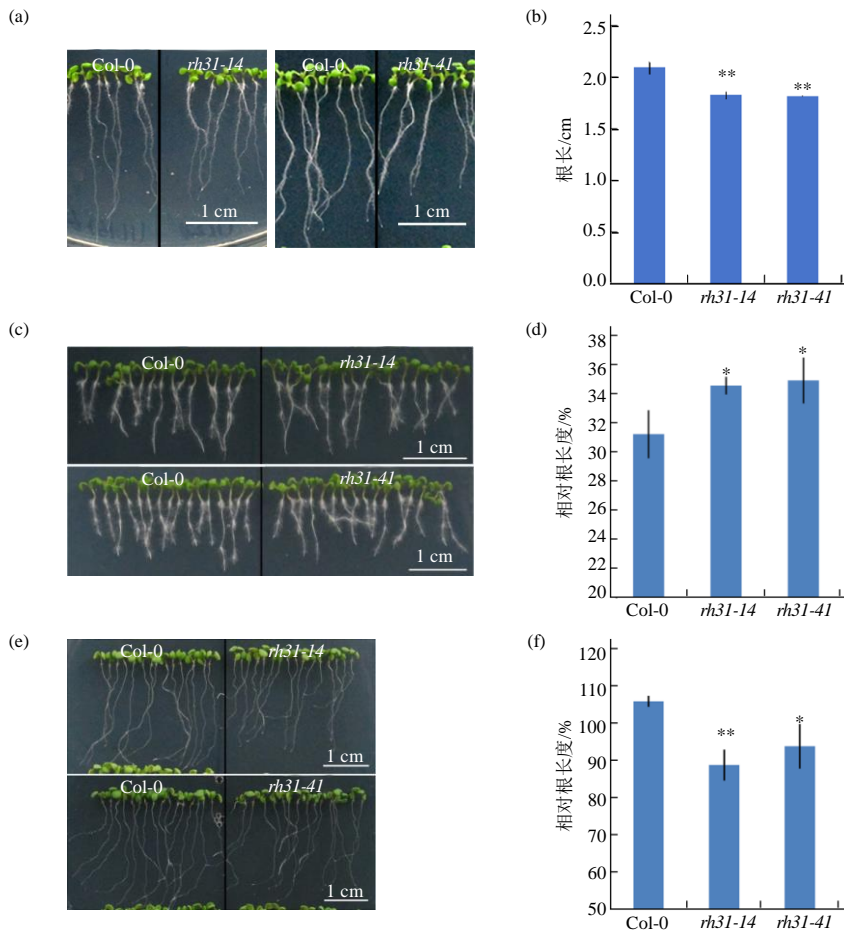 (a)
Col-0 rh31-14 Col-0 rh31-41
1 cm 1 cm
(b)
根长/cm
2.5
2.0
1.5
1.0
0.5
0.0
** **
Col-0 rh31-14 rh31-41
(c)
Col-0 rh31-14
1 cm
Col-0 rh31-41
1 cm
(d)
相对根长度/%
38
36
34
32
30
28
26
24
22
20
* *
Col-0 rh31-14 rh31-41
(e)
Col-0 rh31-14
1 cm
Col-0 rh31-41
1 cm
(f)
相对根长度/%
120
110
100
90
80
70
60
50
** *
Col-0 rh31-14 rh31-41